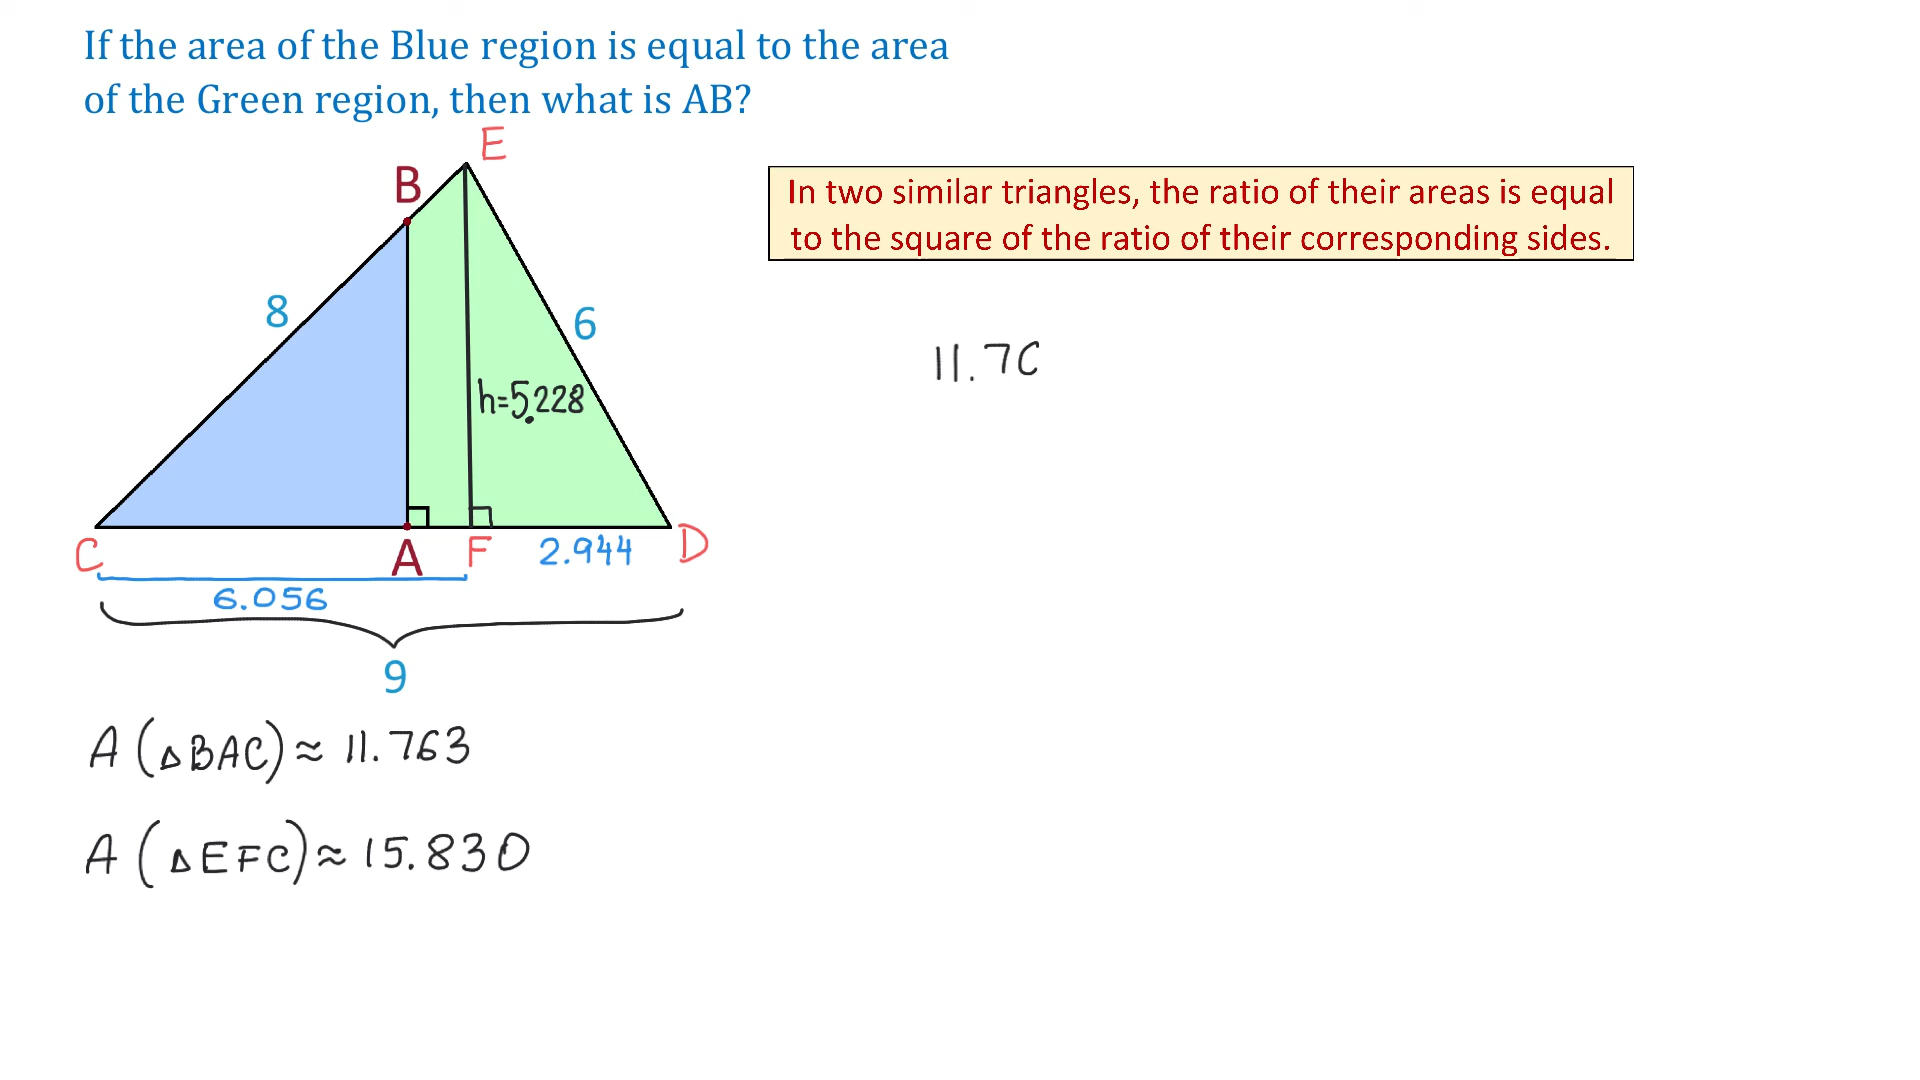 If the area of the Blue region is equal to the area
of the Green region, then what is AB?
E
B
In two similar triangles, the ratio of their areas is equal
to the square of the ratio of their corresponding sides.
8
6
11.7
h=5.228
C
A
F
2.944
D
6.056
9
A (△BAC) ≈ 11.763
A (△EFC) ≈ 15.830